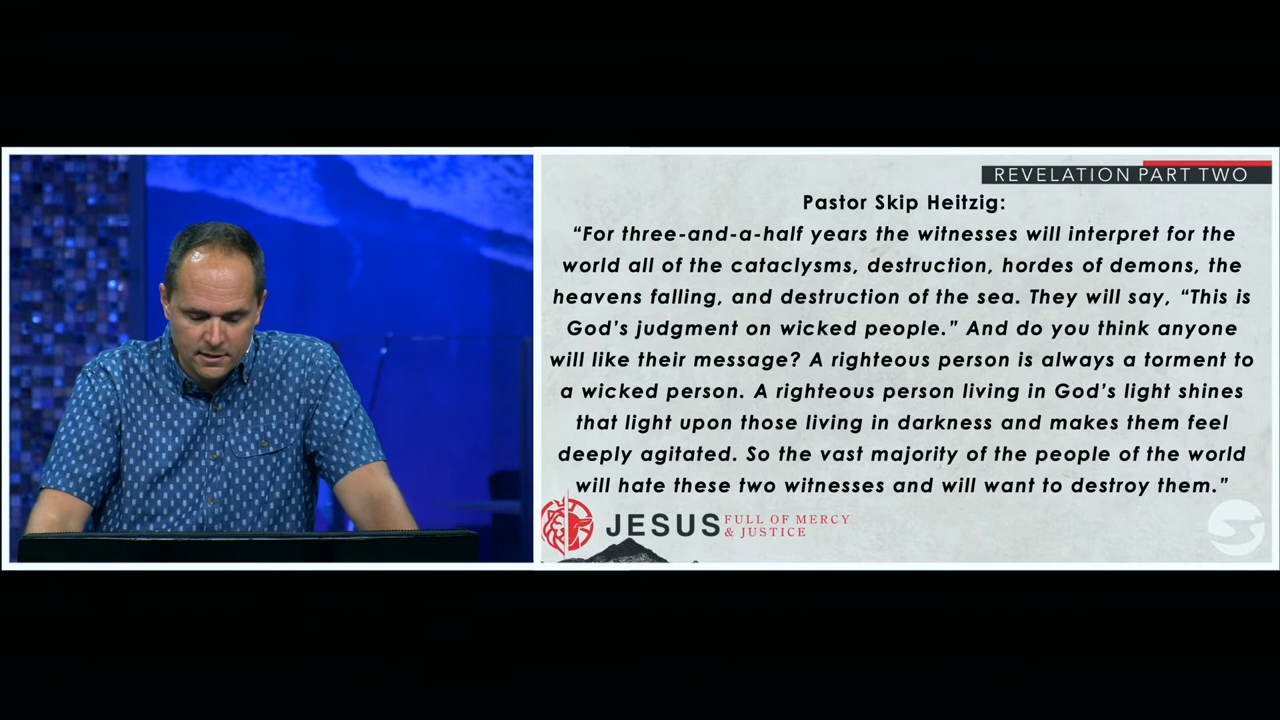 REVELATION PART TWO
Pastor Skip Heitzig:
“For three-and-a-half years the witnesses will interpret for the
world all of the cataclysms, destruction, hordes of demons, the
heavens falling, and destruction of the sea. They will say, “This is
God’s judgment on wicked people.” And do you think anyone
will like their message? A righteous person is always a torment to
a wicked person. A righteous person living in God’s light shines
that light upon those living in darkness and makes them feel
deeply agitated. So the vast majority of the people of the world
will hate these two witnesses and will want to destroy them.”
JESUS FULL OF MERCY
& JUSTICE